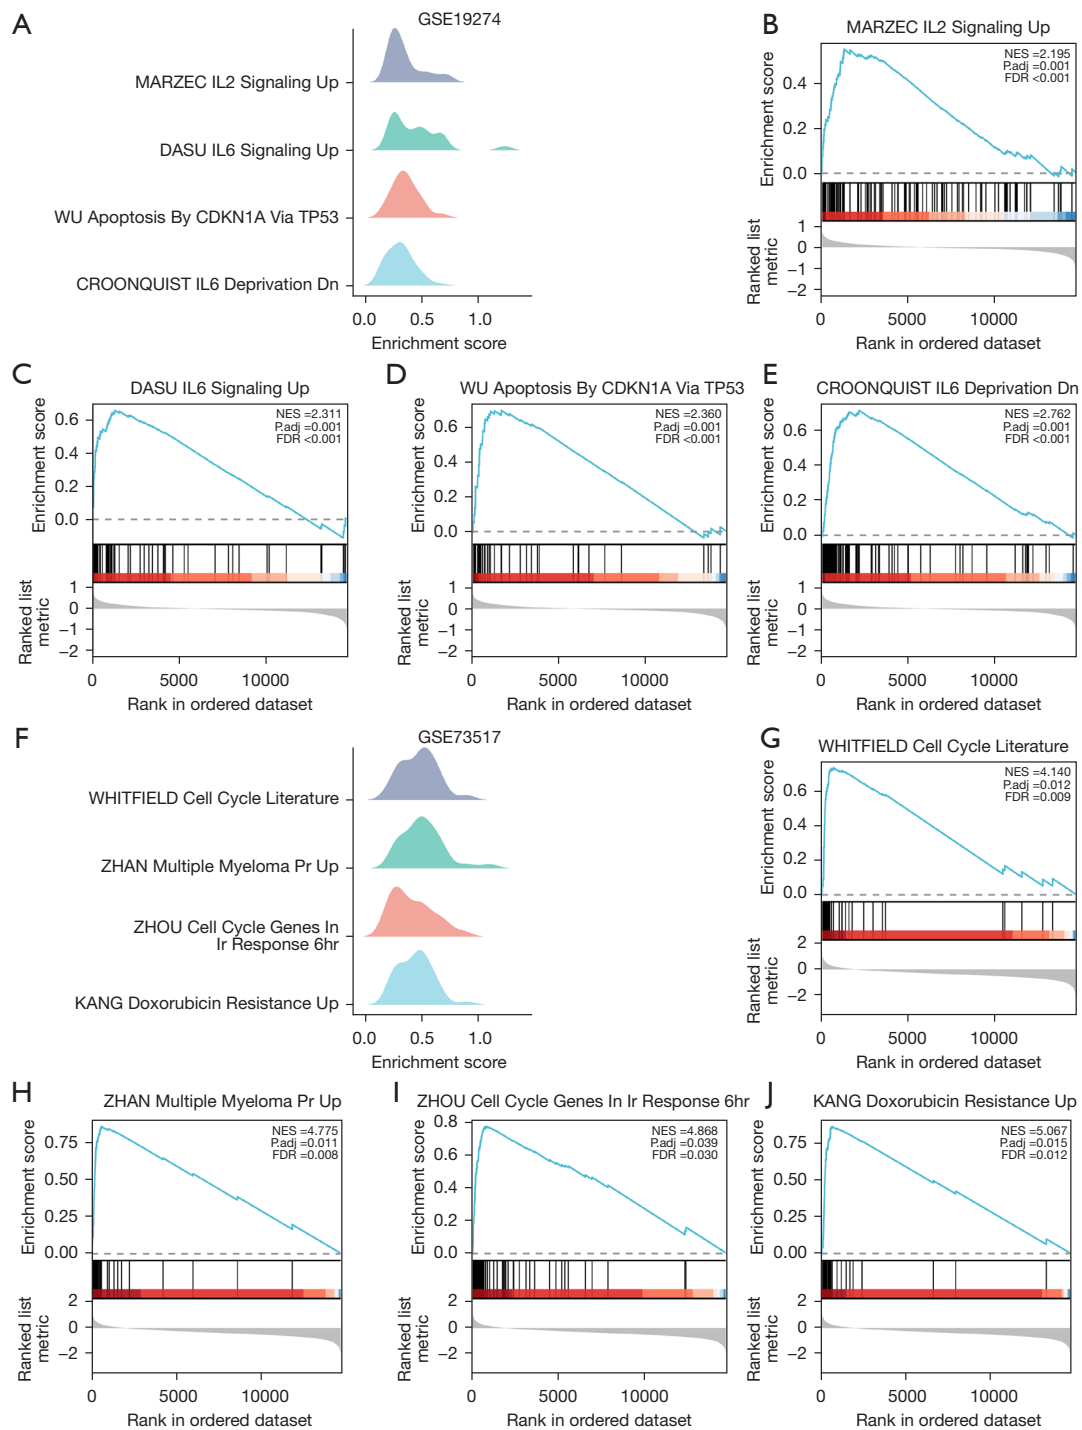 A
GSE19274
MARZEC IL2 Signaling Up
DASU IL6 Signaling Up
WU Apoptosis By CDKN1A Via TP53
CROONQUIST IL6 Deprivation Dn
0.0 0.5 1.0
Enrichment score
B
MARZEC IL2 Signaling Up
NES =2.195
P.adj =0.001
FDR <0.001
Enrichment score
0.4
0.2
0.0
Ranked list
metric
1
0
−1
−2
0 5000 10000
Rank in ordered dataset
C
DASU IL6 Signaling Up
NES =2.311
P.adj =0.001
FDR <0.001
Enrichment score
0.6
0.4
0.2
0.0
Ranked list
metric
1
0
−1
−2
0 5000 10000
Rank in ordered dataset
D
WU Apoptosis By CDKN1A Via TP53
NES =2.360
P.adj =0.001
FDR <0.001
Enrichment score
0.6
0.4
0.2
0.0
Ranked list
metric
1
0
−1
−2
0 5000 10000
Rank in ordered dataset
E
CROONQUIST IL6 Deprivation Dn
NES =2.762
P.adj =0.001
FDR <0.001
Enrichment score
0.6
0.4
0.2
0.0
Ranked list
metric
1
0
−1
−2
0 5000 10000
Rank in ordered dataset
F
GSE73517
WHITFIELD Cell Cycle Literature
ZHAN Multiple Myeloma Pr Up
ZHOU Cell Cycle Genes In
Ir Response 6hr
KANG Doxorubicin Resistance Up
0.0 0.5 1.0
Enrichment score
G
WHITFIELD Cell Cycle Literature
NES =4.140
P.adj =0.012
FDR =0.009
Enrichment score
0.6
0.4
0.2
0.0
Ranked list
metric
2
0
−2
0 5000 10000
Rank in ordered dataset
H
ZHAN Multiple Myeloma Pr Up
NES =4.775
P.adj =0.011
FDR =0.008
Enrichment score
0.75
0.50
0.25
0.00
Ranked list
metric
2
0
−2
0 5000 10000
Rank in ordered dataset
I
ZHOU Cell Cycle Genes In Ir Response 6hr
NES =4.868
P.adj =0.039
FDR =0.030
Enrichment score
0.8
0.6
0.4
0.2
0.0
Ranked list
metric
2
0
−2
0 5000 10000
Rank in ordered dataset
J
KANG Doxorubicin Resistance Up
NES =5.067
P.adj =0.015
FDR =0.012
Enrichment score
0.75
0.50
0.25
0.00
Ranked list
metric
2
0
−2
0 5000 10000
Rank in ordered dataset